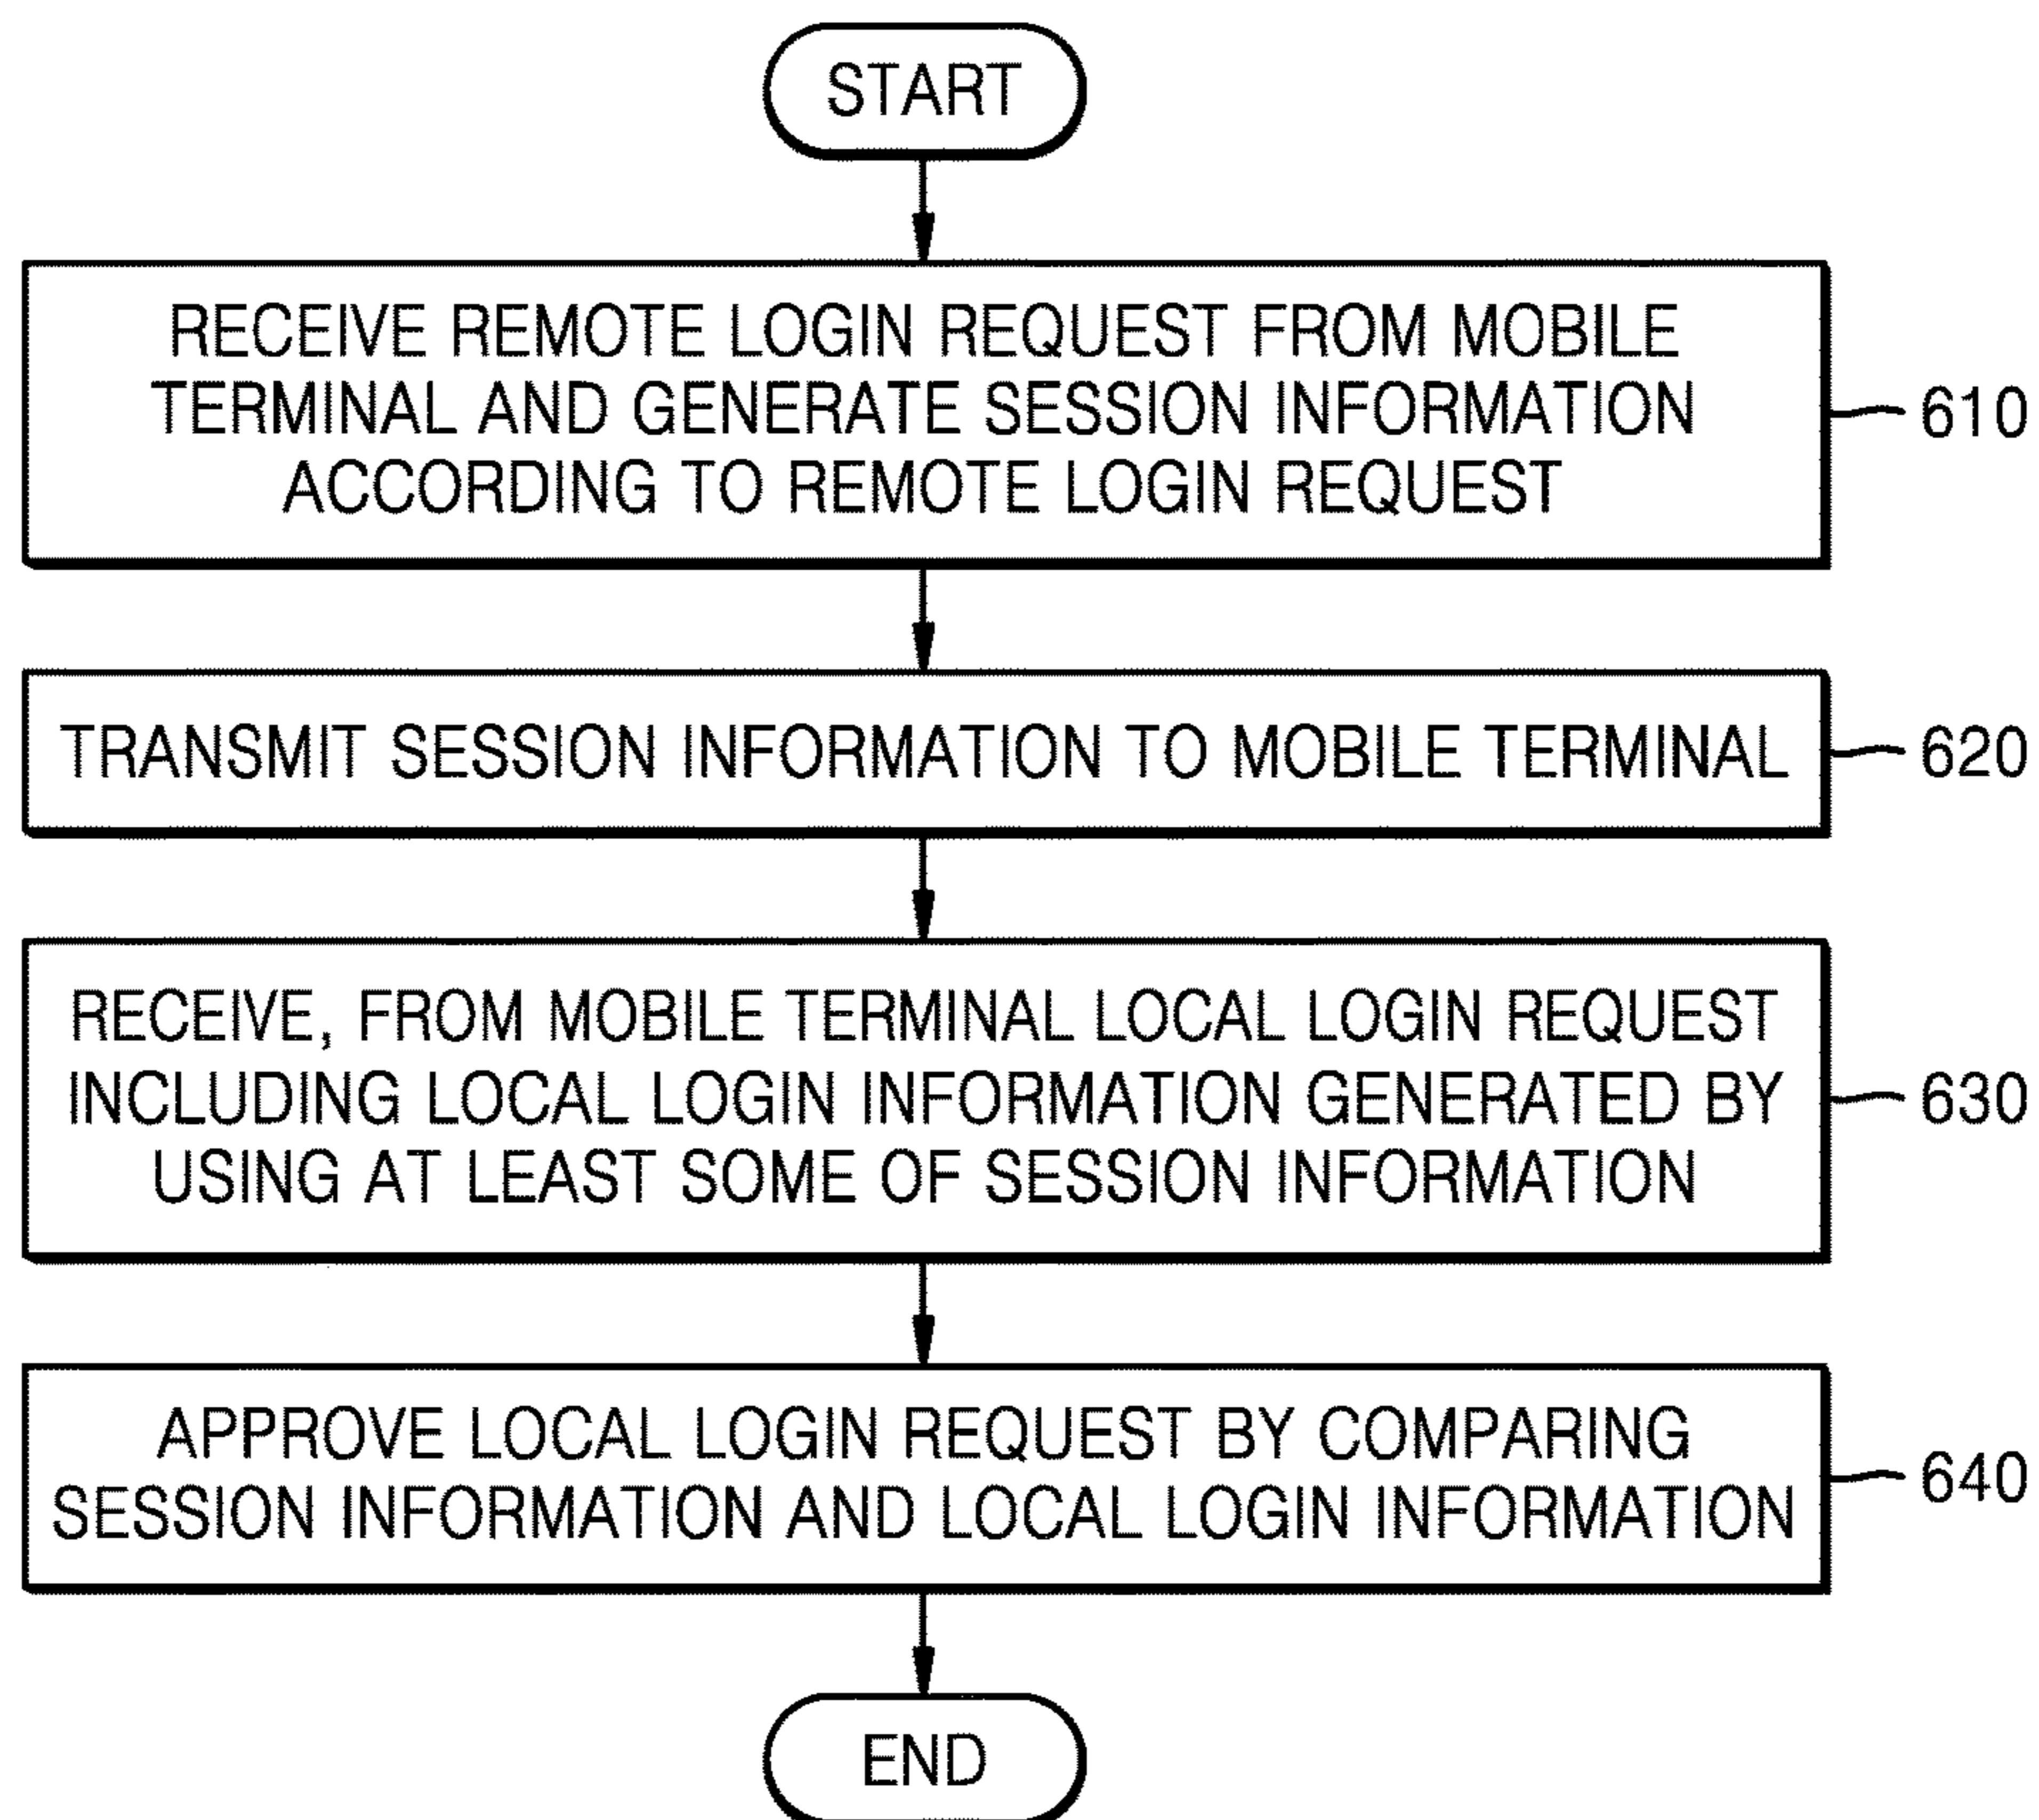 START
RECEIVE REMOTE LOGIN REQUEST FROM MOBILE
TERMINAL AND GENERATE SESSION INFORMATION
ACCORDING TO REMOTE LOGIN REQUEST
610
TRANSMIT SESSION INFORMATION TO MOBILE TERMINAL
620
RECEIVE, FROM MOBILE TERMINAL LOCAL LOGIN REQUEST
INCLUDING LOCAL LOGIN INFORMATION GENERATED BY
USING AT LEAST SOME OF SESSION INFORMATION
630
APPROVE LOCAL LOGIN REQUEST BY COMPARING
SESSION INFORMATION AND LOCAL LOGIN INFORMATION
640
END